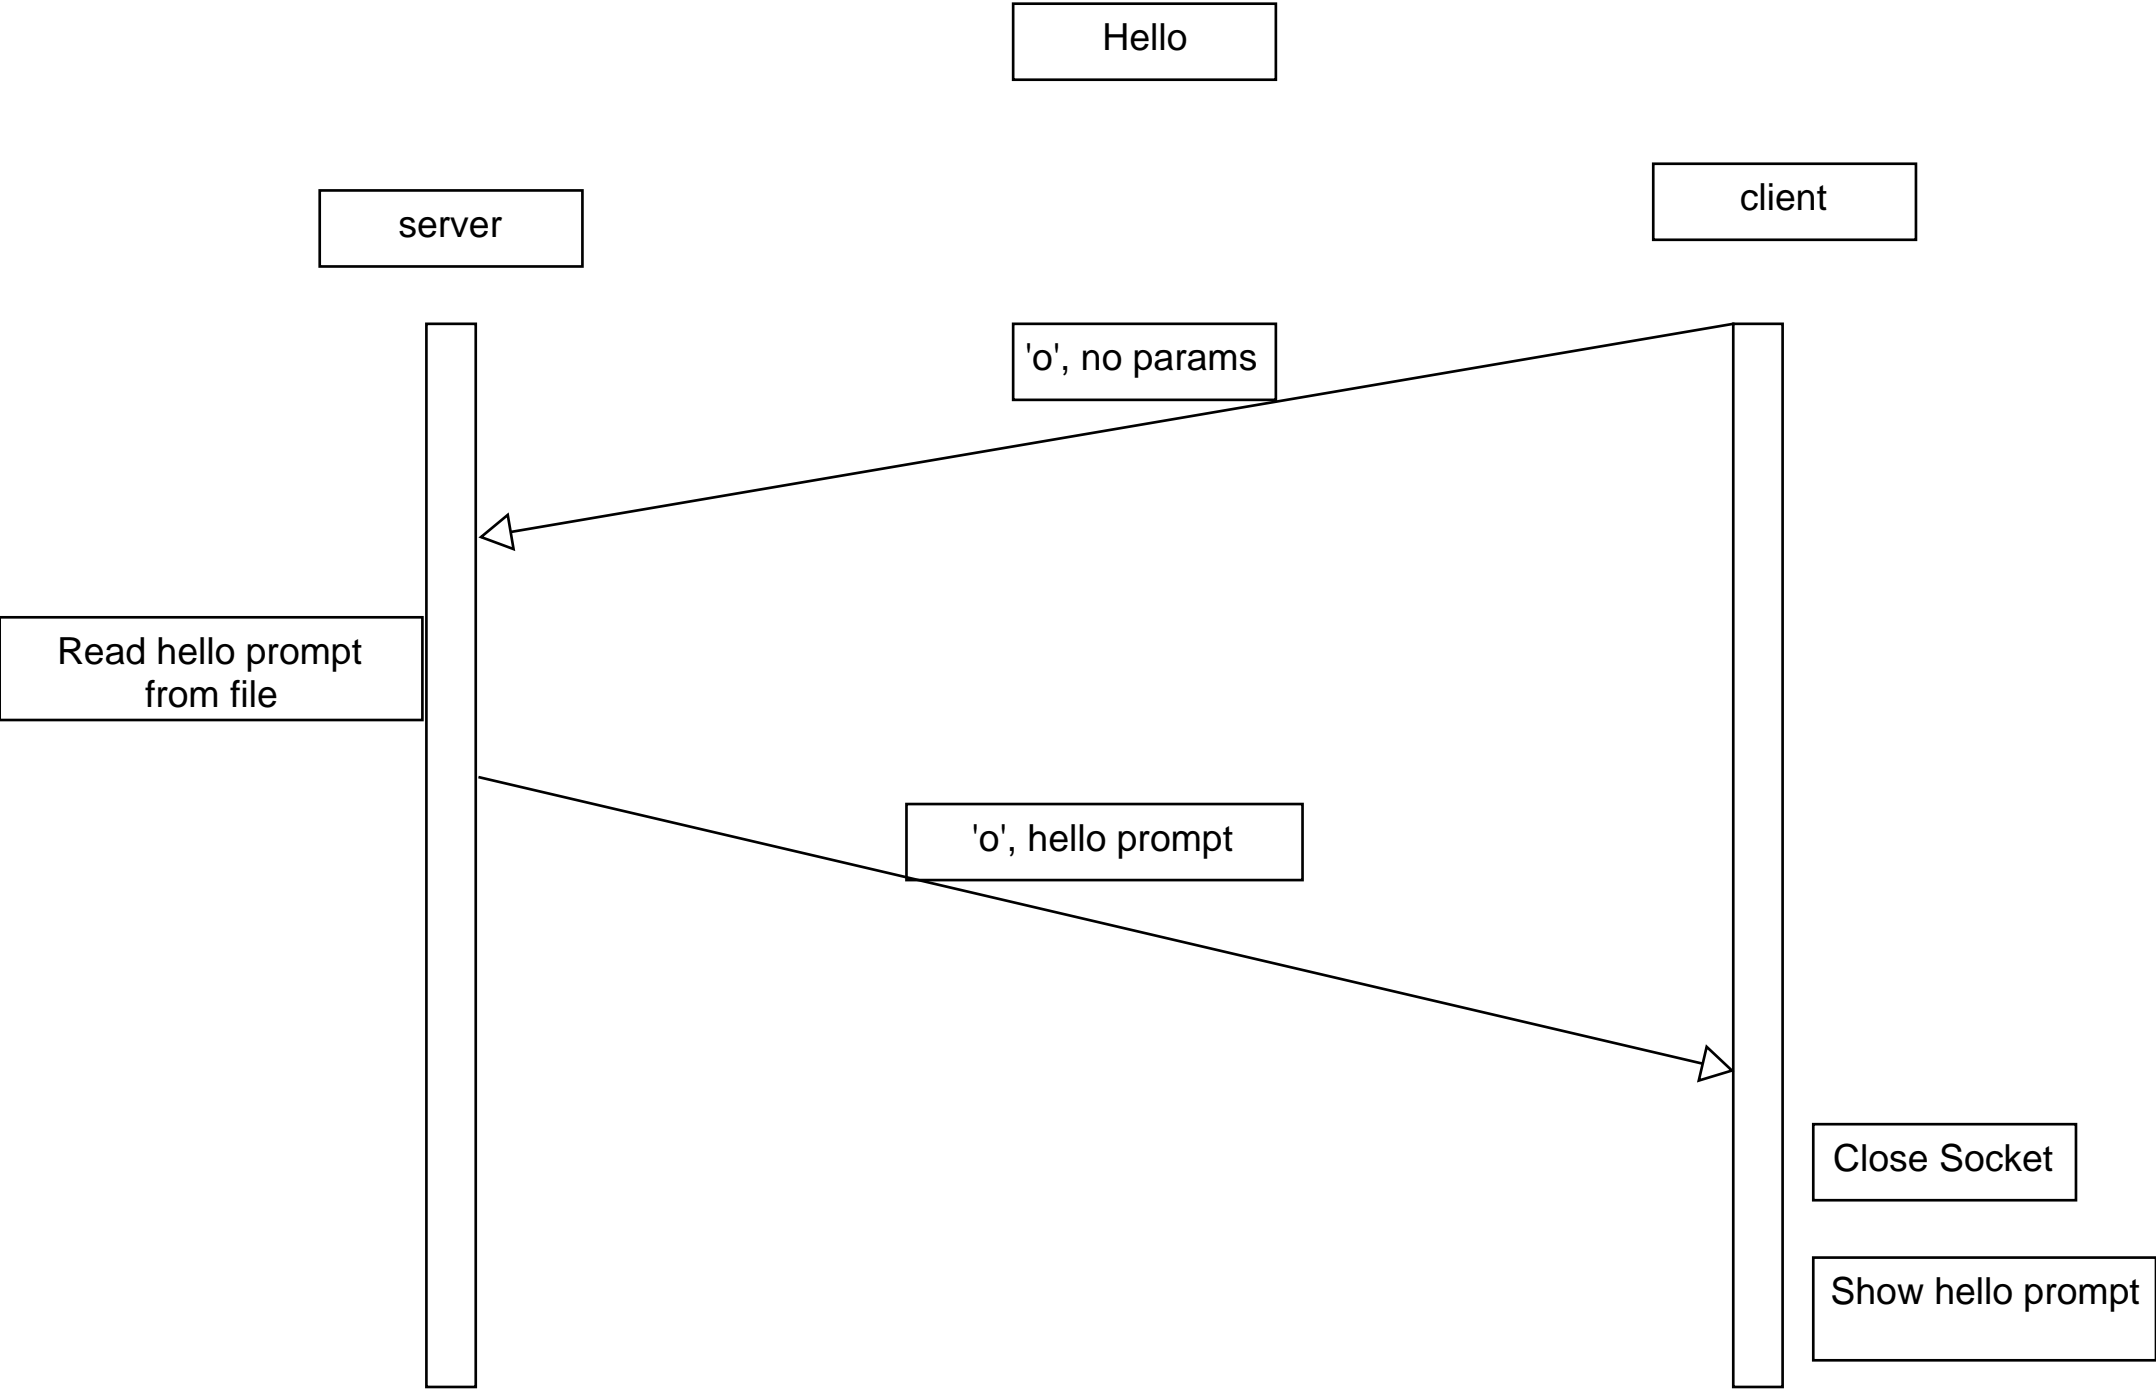 Hello
client
server
'o', no params
Read hello prompt
from file
'o', hello prompt
Close Socket
Show hello prompt